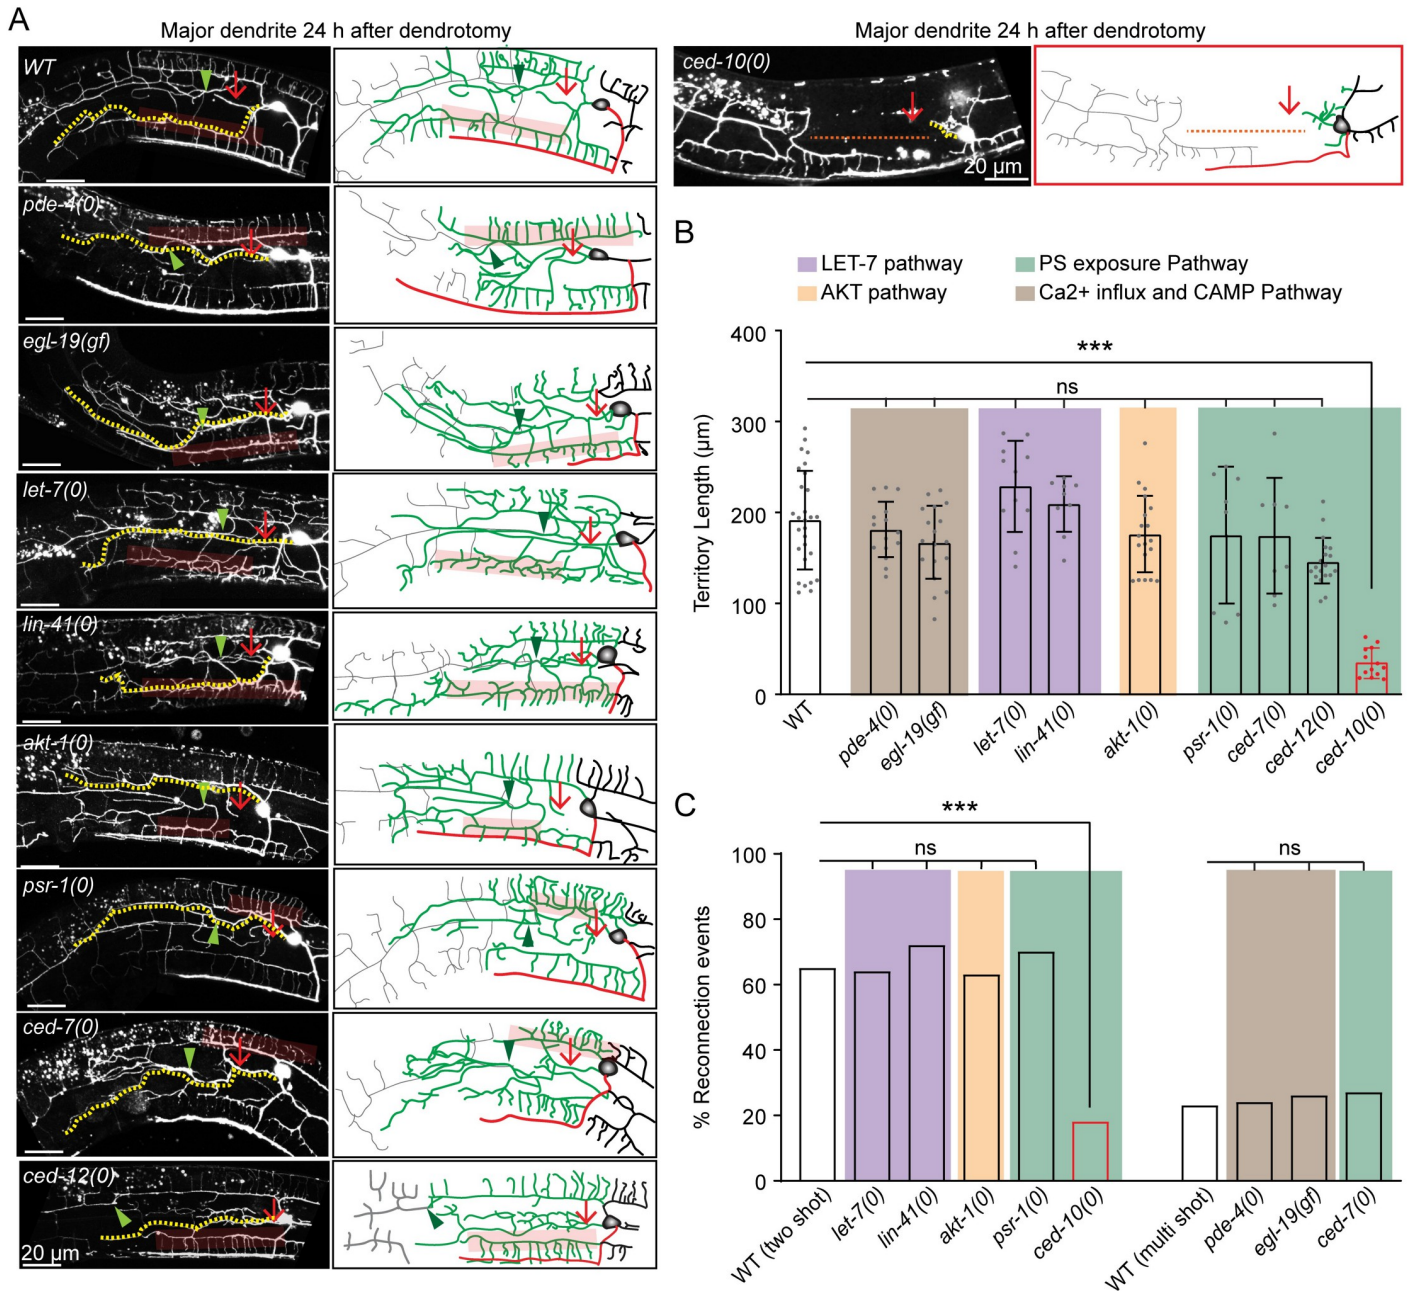 A
Major dendrite 24 h after dendrotomy
WT
pde-4(0)
egl-19(gf)
let-7(0)
lin-41(0)
akt-1(0)
psr-1(0)
ced-7(0)
ced-12(0)
20 µm
Major dendrite 24 h after dendrotomy
ced-10(0)
20 µm
B
LET-7 pathway
AKT pathway
PS exposure Pathway
Ca2+ influx and CAMP Pathway
400
300
200
100
0
Territory Length (µm)
***
ns
WT
pde-4(0)
egl-19(gf)
let-7(0)
lin-41(0)
akt-1(0)
psr-1(0)
ced-7(0)
ced-12(0)
ced-10(0)
C
100
80
60
40
20
0
% Reconnection events
***
ns
ns
WT (two shot)
let-7(0)
lin-41(0)
akt-1(0)
psr-1(0)
ced-10(0)
WT (multi shot)
pde-4(0)
egl-19(gf)
ced-7(0)